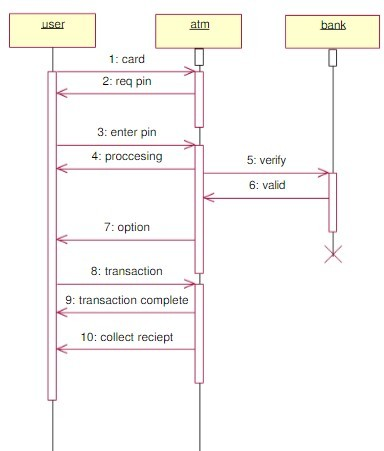 user
atm
bank
1: card
2: req pin
3: enter pin
4: proccesing
5: verify
6: valid
7: option
8: transaction
9: transaction complete
10: collect reciept